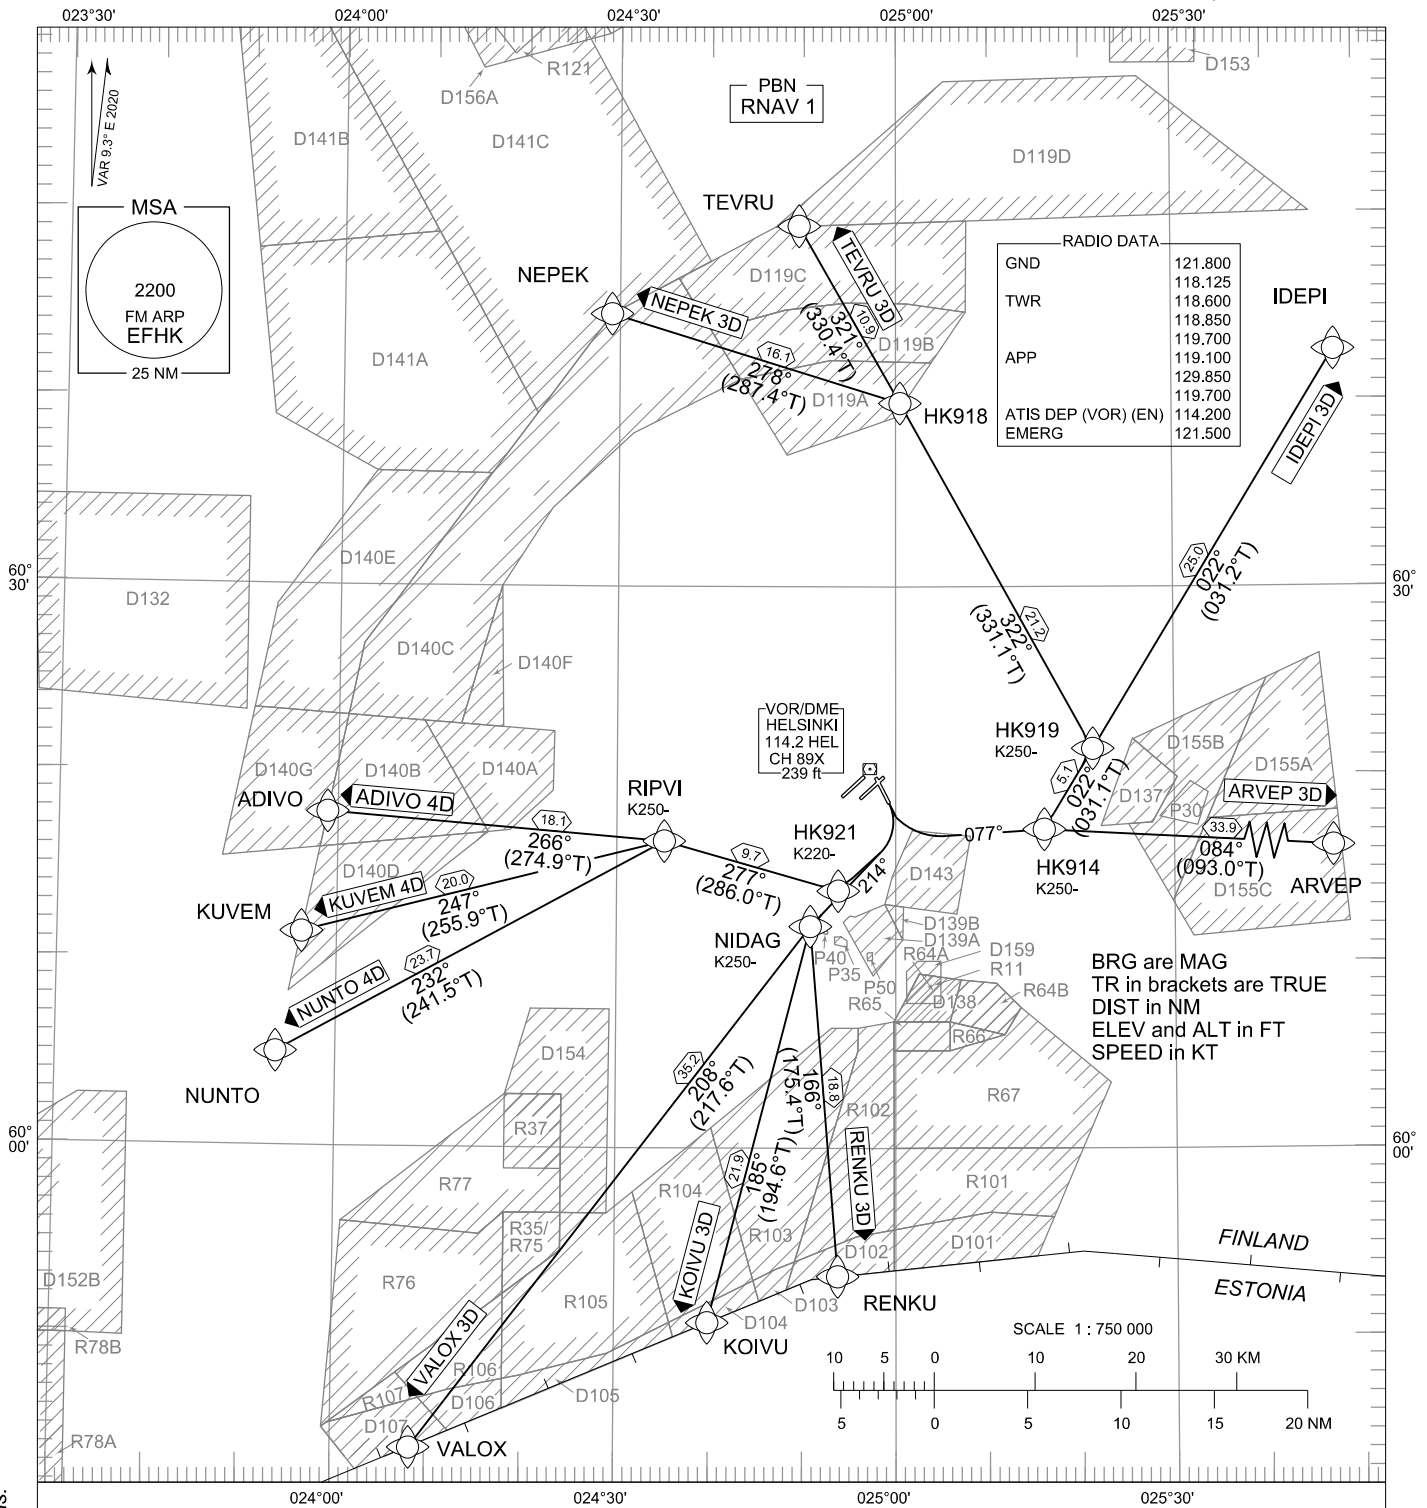 023°30'
024°00'
024°30'
025°00'
025°30'
VAR 9.3° E 2020
D141B
D156A
R121
D141C
PBN
RNAV 1
D153
D119D
MSA
2200
FM ARP
EFHK
25 NM
TEVRU
TEVRU 3D
10.9
321°
(330.4°T)
D119C
RADIO DATA
GND 121.800
118.125
TWR 118.600
118.850
119.700
APP 119.100
129.850
119.700
ATIS DEP (VOR) (EN) 114.200
EMERG 121.500
NEPEK
NEPEK 3D
16.1
278°
(287.4°T)
D119B
D119A
HK918
IDEPI
IDEPI 3D
D141A
D140E
25.0
022°
(031.2°T)
60°
30'
60°
30'
D132
D140C
D140F
21.2
322°
(331.1°T)
VOR/DME
HELSINKI
114.2 HEL
CH 89X
239 ft
HK919
K250-
5.1
022°
(031.1°T)
D155B
D155A
D137
P30
ARVEP 3D
D140G
D140B
D140A
ADIVO
ADIVO 4D
18.1
266°
(274.9°T)
RIPVI
K250-
HK921
K220-
9.7
277°
(286.0°T)
077°
214°
HK914
K250-
33.9
084°
(093.0°T)
D155C
ARVEP
D140D
KUVEM
KUVEM 4D
20.0
247°
(255.9°T)
D143
NIDAG
K250-
D139B
D139A
R64A
D159
R11
P40
P35
P50
R65
D138
R64B
R66
NUNTO 4D
23.7
232°
(241.5°T)
NUNTO
BRG are MAG
TR in brackets are TRUE
DIST in NM
ELEV and ALT in FT
SPEED in KT
D154
35.2
208°
(217.6°T)
18.8
166°
(175.4°T)
R102
R67
60°
00'
60°
00'
R37
R77
21.9
185°
(194.6°T)
RENKU 3D
R104
R101
R35/
R75
KOIVU 3D
R103
D102
D101
FINLAND
ESTONIA
D152B
R76
R105
D103
RENKU
D104
KOIVU
R78B
VALOX 3D
R106
R107
D106
D105
D107
VALOX
R78A
SCALE 1 : 750 000
10 5 0 10 20 30 KM
5 0 5 10 15 20 NM
024°00'
024°30'
025°00'
025°30'